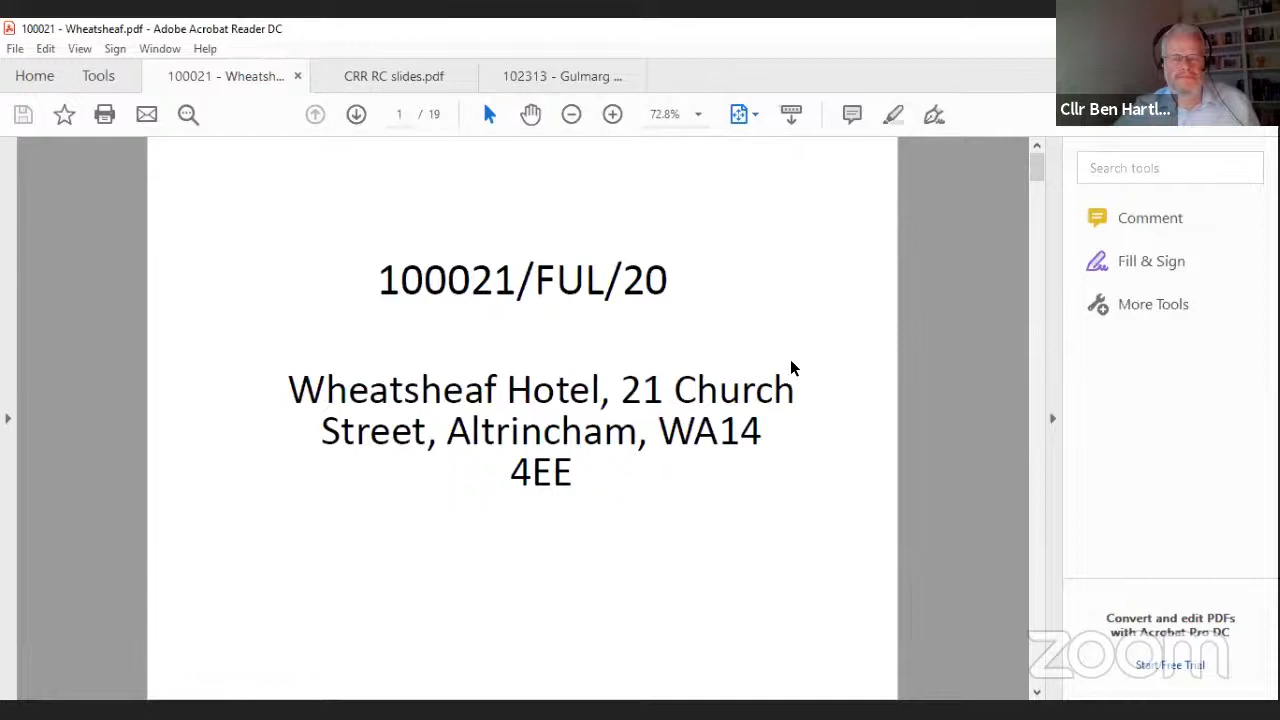 100021 - Wheatsheaf.pdf - Adobe Acrobat Reader DC
File Edit View Sign Window Help
Home Tools 100021 - Wheatsh... × CRR RC slides.pdf 102313 - Gulmarg ...
1 / 19 72.8%
Cllr Ben Hartl...
Search tools
Comment
Fill & Sign
More Tools
100021/FUL/20
Wheatsheaf Hotel, 21 Church
Street, Altrincham, WA14
4EE
Convert and edit PDFs
with Acrobat Pro DC
Start Free Trial
zoom